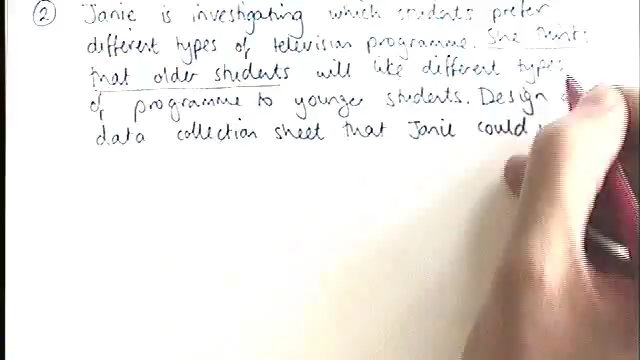 ② Janie is investigating which students prefer
different types of television programme. She think
that older students will like different types
of programme to younger students. Design
data collection sheet that Janie could